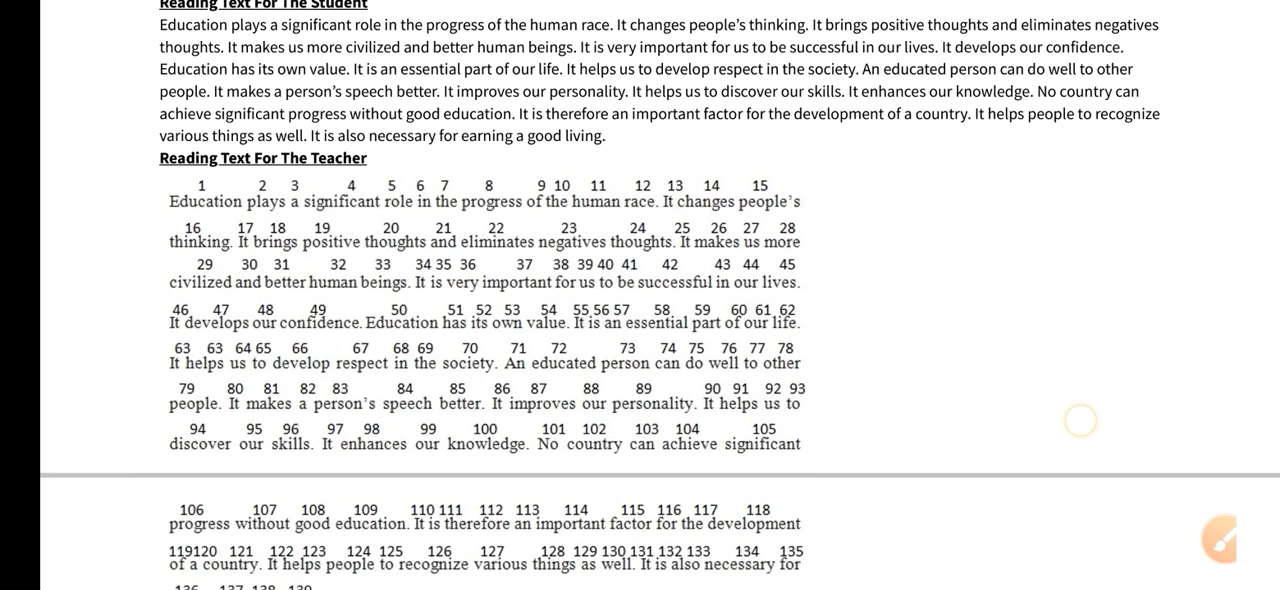 Reading Text For The Student
Education plays a significant role in the progress of the human race. It changes people’s thinking. It brings positive thoughts and eliminates negatives
thoughts. It makes us more civilized and better human beings. It is very important for us to be successful in our lives. It develops our confidence.
Education has its own value. It is an essential part of our life. It helps us to develop respect in the society. An educated person can do well to other
people. It makes a person’s speech better. It improves our personality. It helps us to discover our skills. It enhances our knowledge. No country can
achieve significant progress without good education. It is therefore an important factor for the development of a country. It helps people to recognize
various things as well. It is also necessary for earning a good living.
Reading Text For The Teacher
1 2 3 4 5 6 7 8 9 10 11 12 13 14 15
Education plays a significant role in the progress of the human race. It changes people’s
16 17 18 19 20 21 22 23 24 25 26 27 28
thinking. It brings positive thoughts and eliminates negatives thoughts. It makes us more
29 30 31 32 33 34 35 36 37 38 39 40 41 42 43 44 45
civilized and better human beings. It is very important for us to be successful in our lives.
46 47 48 49 50 51 52 53 54 55 56 57 58 59 60 61 62
It develops our confidence. Education has its own value. It is an essential part of our life.
63 63 64 65 66 67 68 69 70 71 72 73 74 75 76 77 78
It helps us to develop respect in the society. An educated person can do well to other
79 80 81 82 83 84 85 86 87 88 89 90 91 92 93
people. It makes a person’s speech better. It improves our personality. It helps us to
94 95 96 97 98 99 100 101 102 103 104 105
discover our skills. It enhances our knowledge. No country can achieve significant
106 107 108 109 110 111 112 113 114 115 116 117 118
progress without good education. It is therefore an important factor for the development
119 120 121 122 123 124 125 126 127 128 129 130 131 132 133 134 135
of a country. It helps people to recognize various things as well. It is also necessary for
136 137 138 139